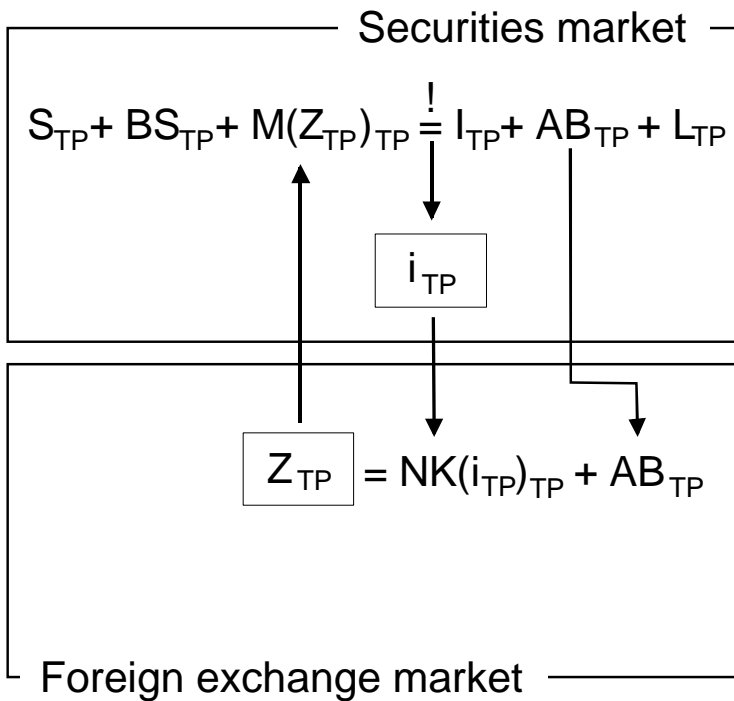 Securities market
S_TP + BS_TP + M(Z_TP)_TP =! I_TP + AB_TP + L_TP
i_TP
Z_TP = NK(i_TP)_TP + AB_TP
Foreign exchange market